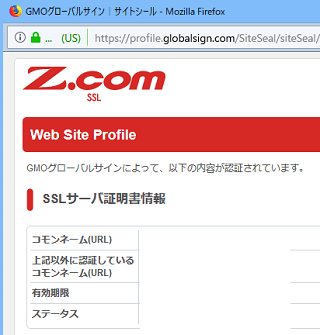 GMOグローバルサイン｜サイトシール - Mozilla Firefox
... (US) https://profile.globalsign.com/SiteSeal/siteSeal/
Z.com
SSL
Web Site Profile
GMOグローバルサインによって、以下の内容が認証されています。
SSLサーバ証明書情報
コモンネーム(URL)
上記以外に認証している
コモンネーム(URL)
有効期限
ステータス